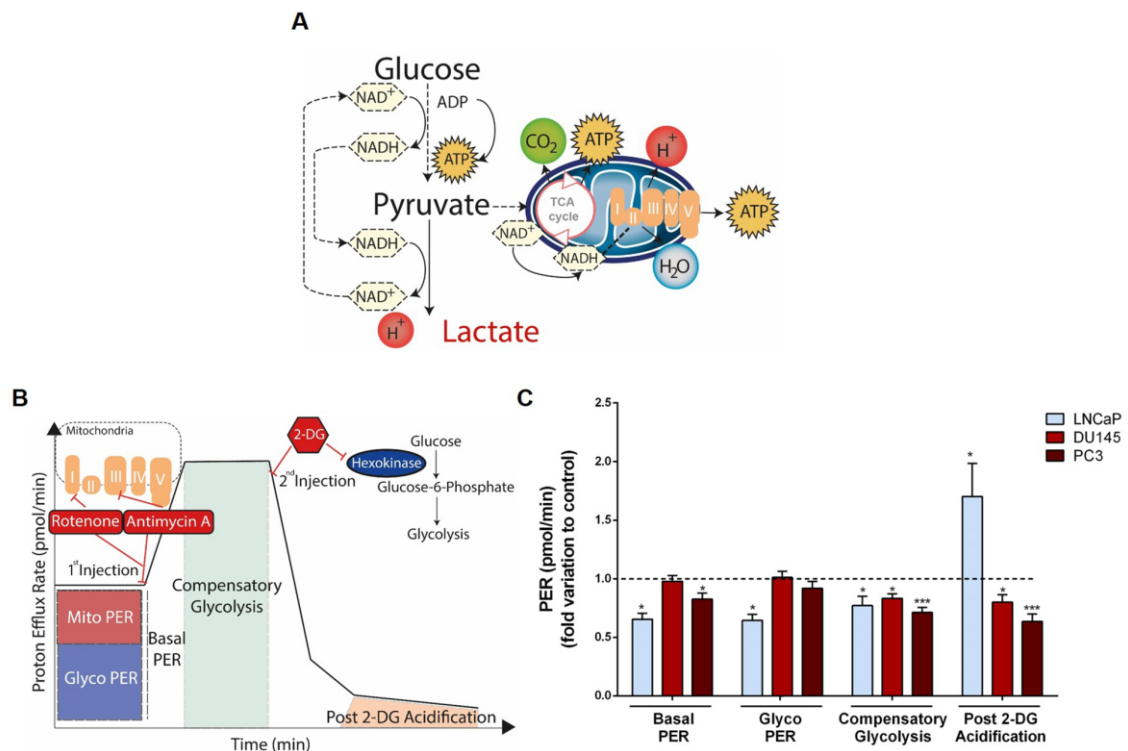 A
Glucose
NAD+
ADP
NADH
ATP
CO2
ATP
H+
Pyruvate
TCA
cycle
I
II
III
IV
V
ATP
NAD+
NADH
NADH
H2O
NAD+
H+
Lactate
B
Proton Efflux Rate (pmol/min)
Mitochondria
I
II
III
IV
V
Rotenone
Antimycin A
1st Injection
Mito PER
Glyco PER
Basal
PER
Compensatory
Glycolysis
2-DG
2nd Injection
Hexokinase
Glucose
Glucose-6-Phosphate
Glycolysis
Post 2-DG Acidification
Time (min)
C
PER (pmol/min)
(fold variation to control)
2.5
2.0
1.5
1.0
0.5
0.0
LNCaP
DU145
PC3
*
*
*
*
*
***
*
*
***
Basal
PER
Glyco
PER
Compensatory
Glycolysis
Post 2-DG
Acidification